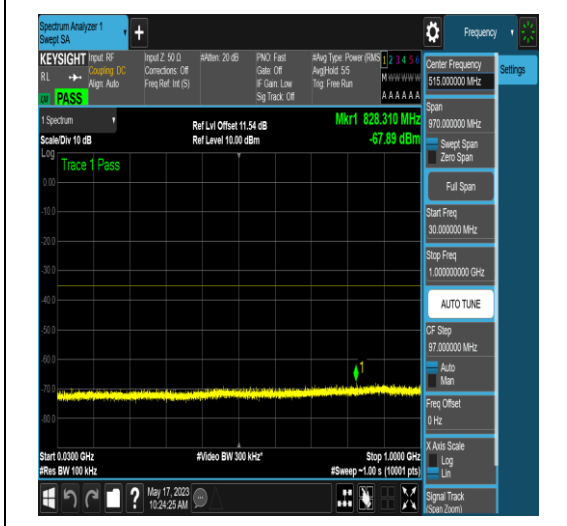 Spectrum Analyzer 1
Swept SA
+
Frequency
KEYSIGHT
RL
PASS
Input: RF
Coupling: DC
Align: Auto
Input Z: 50 Ω
Corrections: Off
Freq Ref: Int (S)
#Atten: 20 dB
PNO: Fast
Gate: Off
IF Gain: Low
Sig Track: Off
#Avg Type: Power (RMS
Avg|Hold: 5/5
Trig: Free Run
1 2 3 4 5 6
M W W W W W
A A A A A A
1 Spectrum
Scale/Div 10 dB
Ref Lvl Offset 11.54 dB
Ref Level 10.00 dBm
Mkr1 828.310 MHz
-67.89 dBm
Log
Trace 1 Pass
0.00
-10.0
-20.0
-30.0
-40.0
-50.0
-60.0
-70.0
-80.0
1
Start 0.0300 GHz
#Res BW 100 kHz
#Video BW 300 kHz*
Stop 1.0000 GHz
#Sweep ~1.00 s (10001 pts)
?
May 17, 2023
10:24:25 AM
Center Frequency
515.000000 MHz
Settings
Span
970.000000 MHz
Swept Span
Zero Span
Full Span
Start Freq
30.000000 MHz
Stop Freq
1.000000000 GHz
AUTO TUNE
CF Step
97.000000 MHz
Auto
Man
Freq Offset
0 Hz
X Axis Scale
Log
Lin
Signal Track
(Span Zoom)